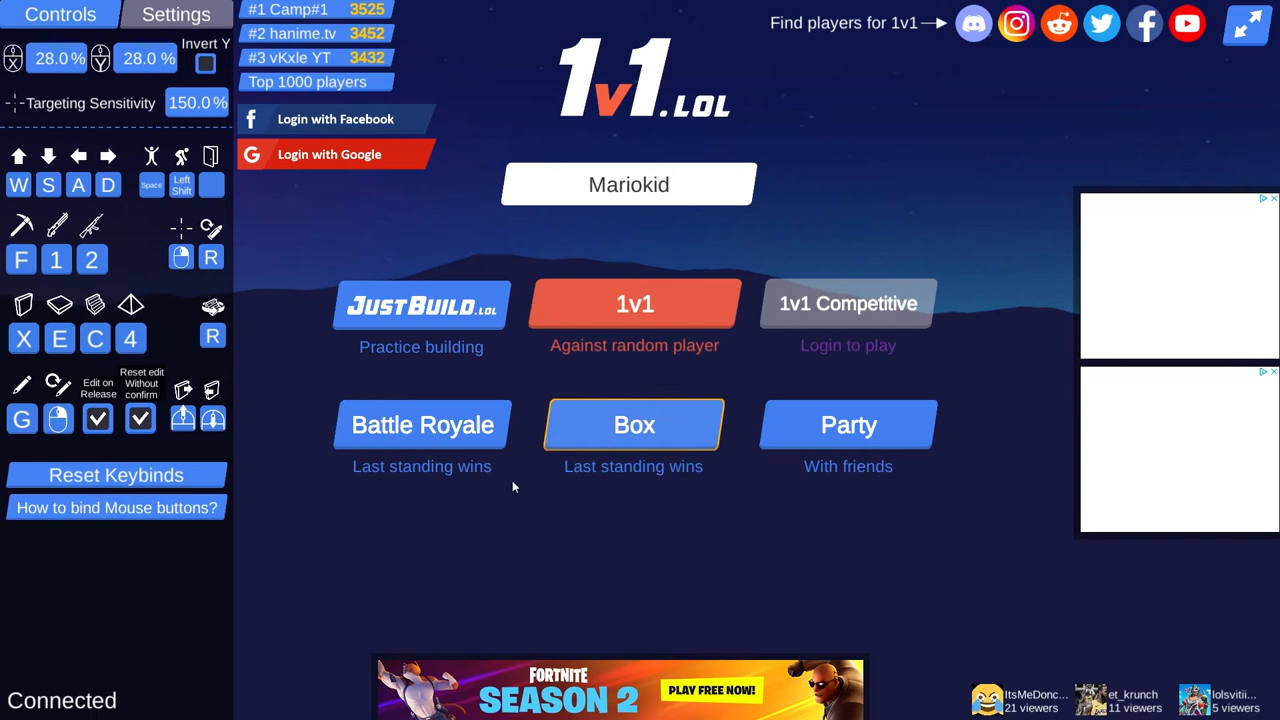 Controls
Settings
X
28.0 %
Y
28.0 %
Invert Y
Targeting Sensitivity
150.0 %
W
S
A
D
Space
Left
Shift
F
1
2
R
X
E
C
4
R
Edit on
Release
Reset edit
Without
confirm
G
Reset Keybinds
How to bind Mouse buttons?
Connected
#1 Camp#1 3525
#2 hanime.tv 3452
#3 vKxle YT 3432
Top 1000 players
Login with Facebook
Login with Google
Find players for 1v1
1v1.LOL
Mariokid
JUSTBUILD.LOL
Practice building
1v1
Against random player
1v1 Competitive
Login to play
Battle Royale
Last standing wins
Box
Last standing wins
Party
With friends
FORTNITE
SEASON 2
PLAY FREE NOW!
ItsMeDonc...
21 viewers
et_krunch
11 viewers
lolsvitii...
5 viewers